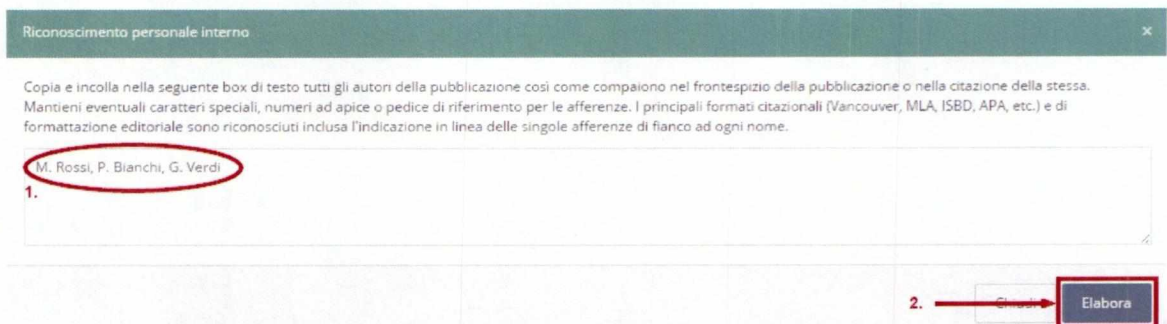 Riconoscimento personale interno ×
Copia e incolla nella seguente box di testo tutti gli autori della pubblicazione così come compaiono nel frontespizio della pubblicazione o nella citazione della stessa.
Mantieni eventuali caratteri speciali, numeri ad apice o pedice di riferimento per le afferenze. I principali formati citazionali (Vancouver, MLA, ISBD, APA, etc.) e di
formattazione editoriale sono riconosciuti inclusa l'indicazione in linea delle singole afferenze di fianco ad ogni nome.
M. Rossi, P. Bianchi, G. Verdi
1.
2. Chiudi Elabora